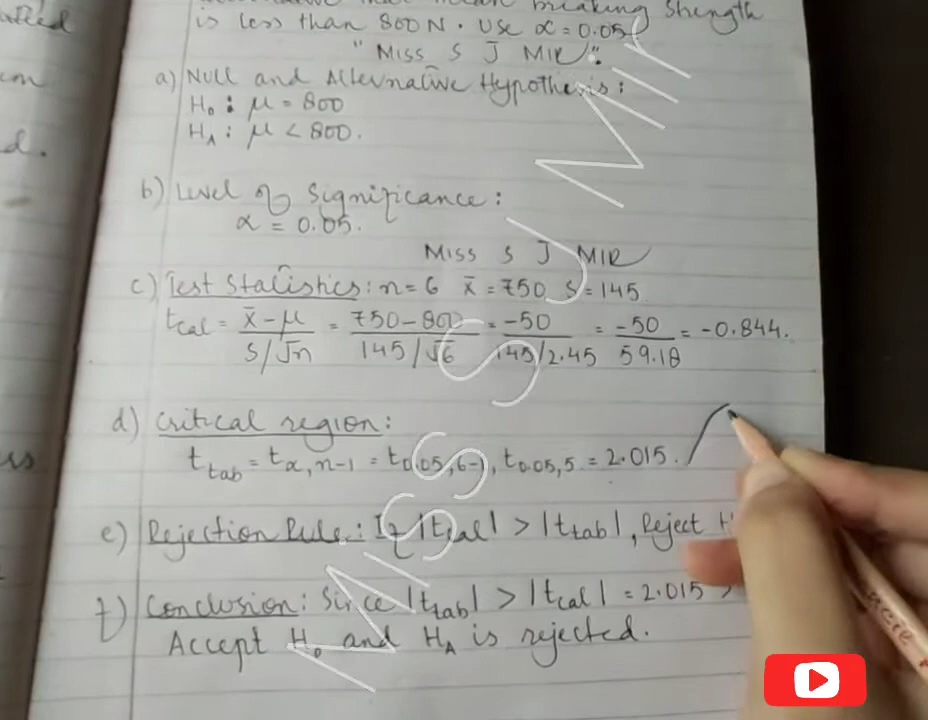 mean breaking Strength
is less than 800 N. Use α = 0.05
"Miss S J MIR".
a) Null and Alternative Hypothesis:
H₀ : μ = 800
H_A : μ < 800.
d.
b) Level of Significance:
α = 0.05.
Miss S J MIR
c) Test Statistics: n = 6 x̄ = 750 S = 145
t_cal = x̄ - μ / S/√n = 750 - 800 / 145/√6 = -50 / 145/2.45 = -50 / 59.18 = -0.844.
d) Critical region:
t_tab = t_α, n-1 = t_0.05, 6-1, t_0.05, 5 = 2.015.
e) Rejection Rule: If |t_cal| > |t_tab|, Reject H
f) Conclusion: Since |t_tab| > |t_cal| = 2.015 >
Accept H₀ and H_A is rejected.
MISS S J MIR